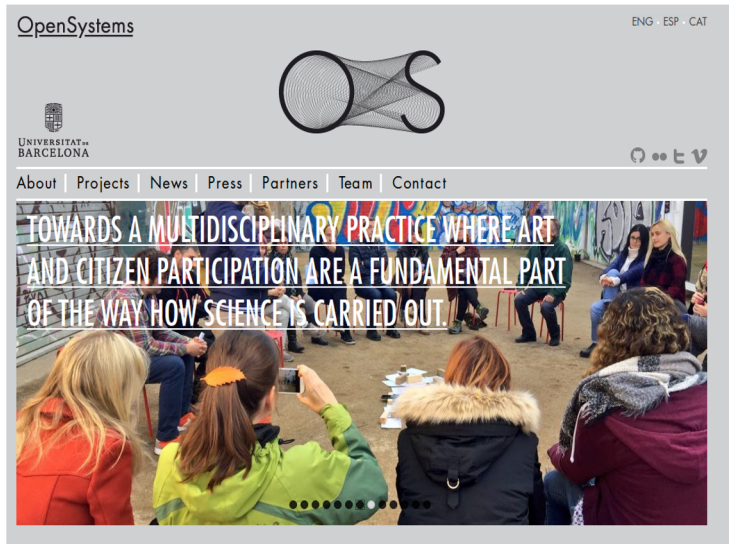 OpenSystems
ENG · ESP · CAT
OS
UNIVERSITAT DE
BARCELONA
About | Projects | News | Press | Partners | Team | Contact
TOWARDS A MULTIDISCIPLINARY PRACTICE WHERE ART
AND CITIZEN PARTICIPATION ARE A FUNDAMENTAL PART
OF THE WAY HOW SCIENCE IS CARRIED OUT.